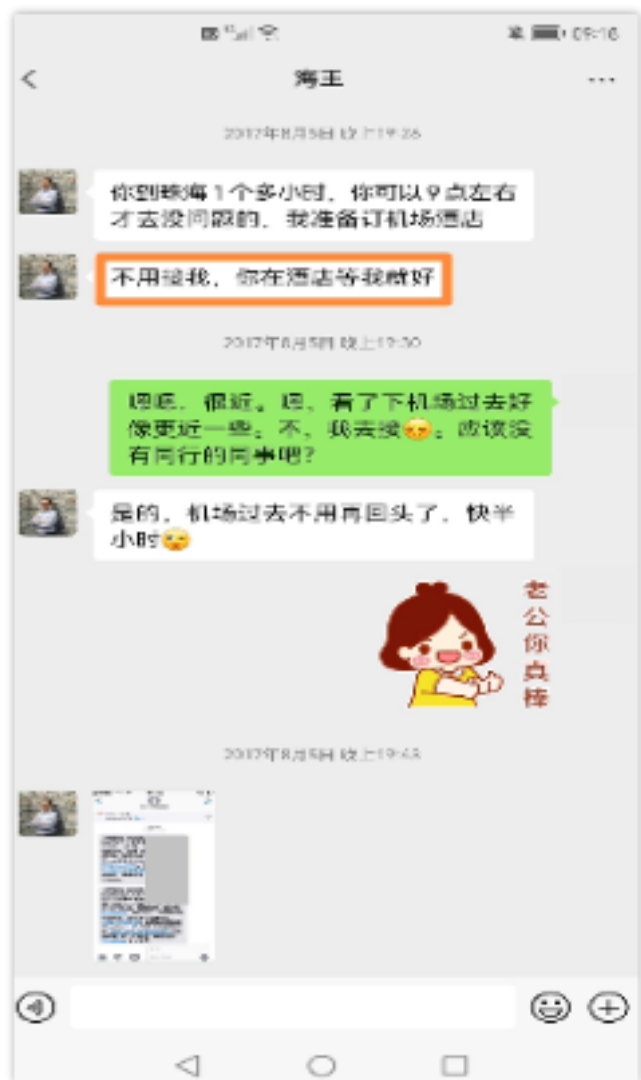 09:18
海王
2017年8月5日 晚上19:26
你到珠海1个多小时，你可以9点左右
才去没问题的，我准备订机场酒店
不用接我，你在酒店等我就好
2017年8月5日 晚上19:30
嗯嗯，很近。嗯，看了下机场过去好
像更近一些。不，我去接😳。应该没
有同行的同事吧？
是的，机场过去不用再回头了，快半
小时😪
老公你真棒
2017年8月5日 晚上19:43